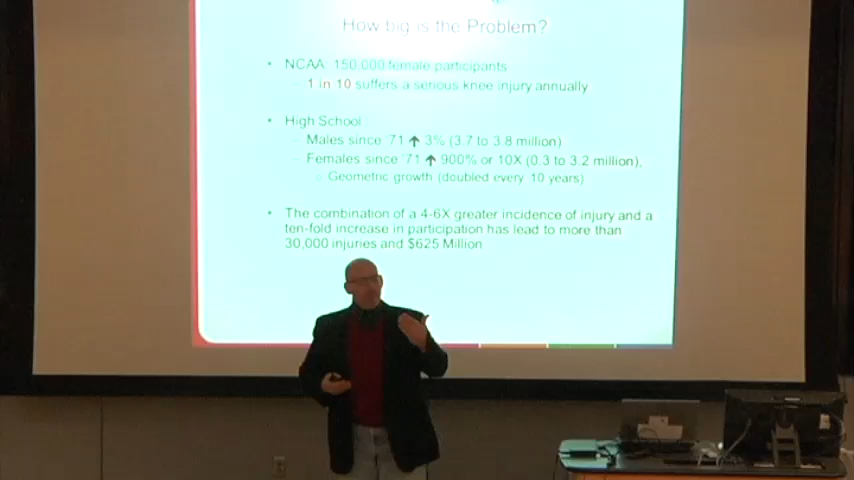 How big is the Problem?
• NCAA: 150,000 female participants
– 1 in 10 suffers a serious knee injury annually
• High School
– Males since '71 ↑ 3% (3.7 to 3.8 million)
– Females since '71 ↑ 900% or 10X (0.3 to 3.2 million),
○ Geometric growth (doubled every 10 years)
• The combination of a 4-6X greater incidence of injury and a
ten-fold increase in participation has lead to more than
30,000 injuries and $625 Million